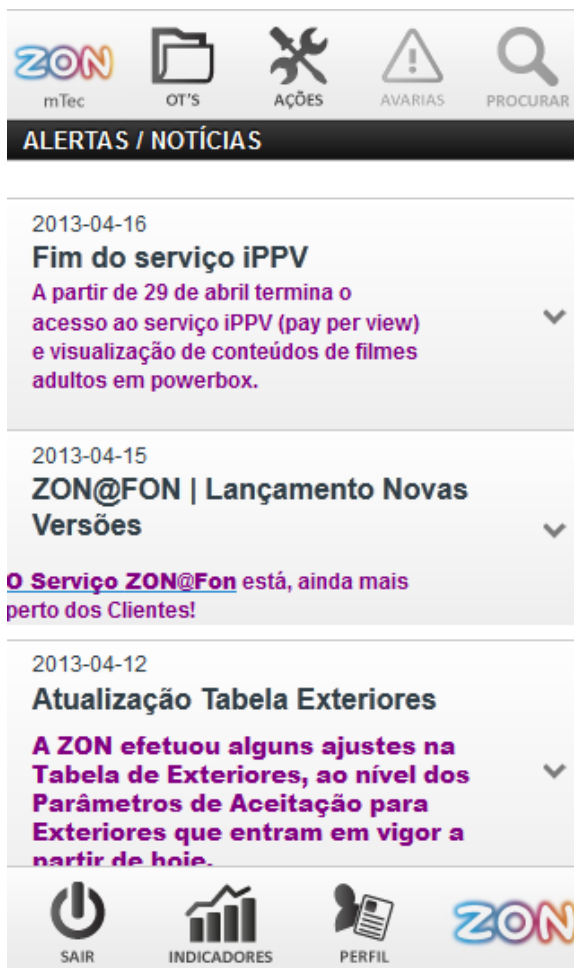 ZON
mTec OT'S AÇÕES AVARIAS PROCURAR
ALERTAS / NOTÍCIAS
2013-04-16
Fim do serviço iPPV
A partir de 29 de abril termina o
acesso ao serviço iPPV (pay per view)
e visualização de conteúdos de filmes
adultos em powerbox.
2013-04-15
ZON@FON | Lançamento Novas
Versões
O Serviço ZON@Fon está, ainda mais
perto dos Clientes!
2013-04-12
Atualização Tabela Exteriores
A ZON efetuou alguns ajustes na
Tabela de Exteriores, ao nível dos
Parâmetros de Aceitação para
Exteriores que entram em vigor a
partir de hoje.
ZON
SAIR INDICADORES PERFIL